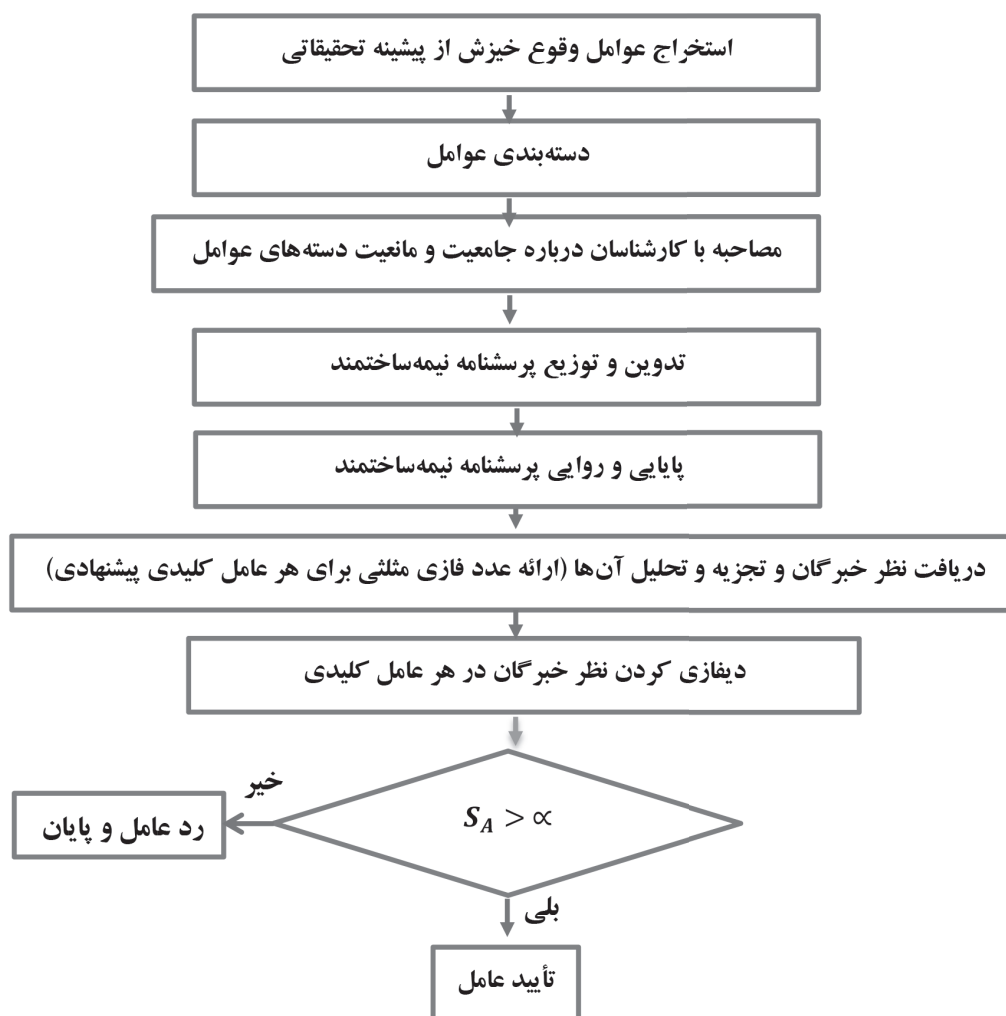 استخراج عوامل وقوع خیزش از پیشینه تحقیقاتی
دسته‌بندی عوامل
مصاحبه با کارشناسان درباره جامعیت و مانعیت دسته‌های عوامل
تدوین و توزیع پرسشنامه نیمه‌ساختمند
پایایی و روایی پرسشنامه نیمه‌ساختمند
دریافت نظر خبرگان و تجزیه و تحلیل آن‌ها (ارائه عدد فازی مثلثی برای هر عامل کلیدی پیشنهادی)
دیفازی کردن نظر خبرگان در هر عامل کلیدی
خیر
S_A > ∝
رد عامل و پایان
بلی
تأیید عامل